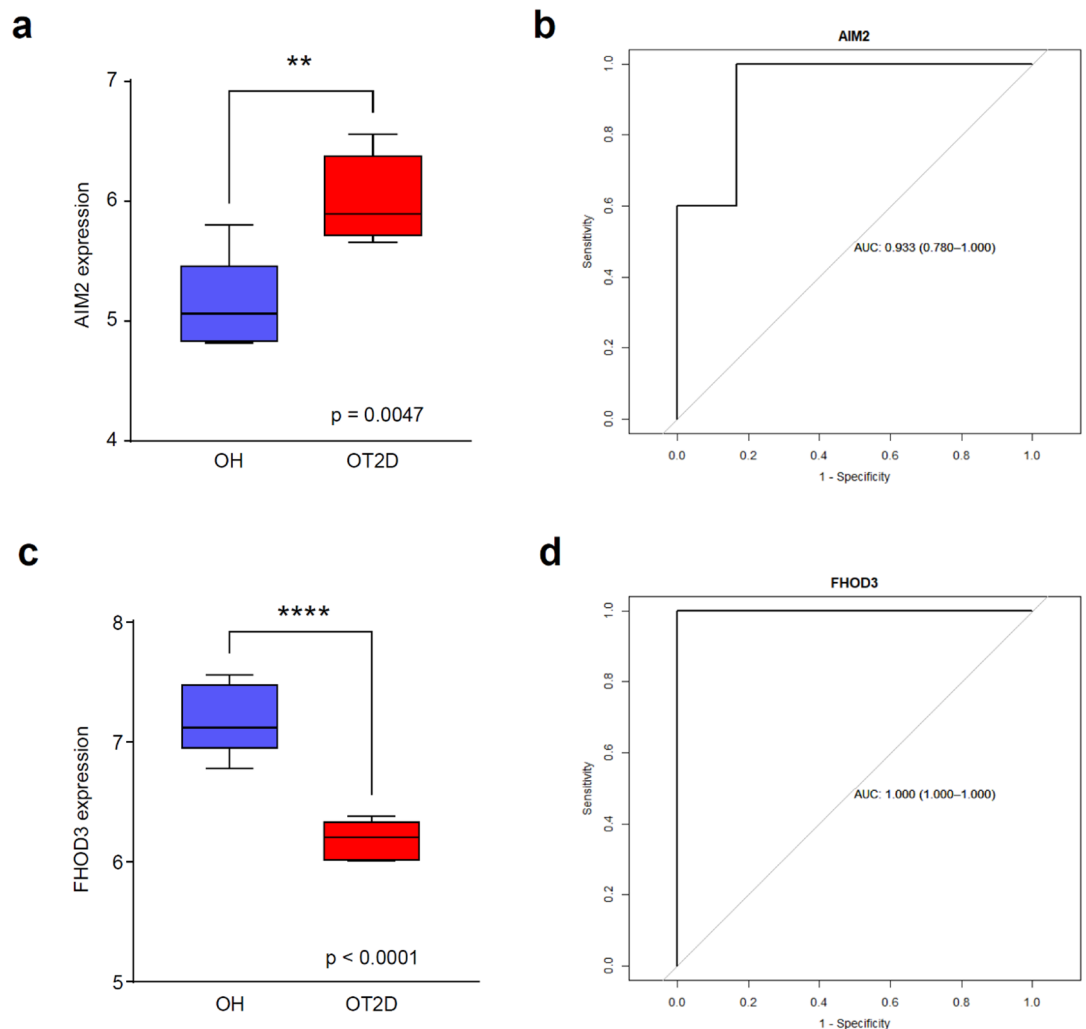 a
**
7
6
5
4
AIM2 expression
p = 0.0047
OH OT2D
b
AIM2
1.0
0.8
0.6
0.4
0.2
0.0
Sensitivity
AUC: 0.933 (0.780–1.000)
0.0 0.2 0.4 0.6 0.8 1.0
1 - Specificity
c
****
8
7
6
5
FHOD3 expression
p < 0.0001
OH OT2D
d
FHOD3
1.0
0.8
0.6
0.4
0.2
0.0
Sensitivity
AUC: 1.000 (1.000–1.000)
0.0 0.2 0.4 0.6 0.8 1.0
1 - Specificity